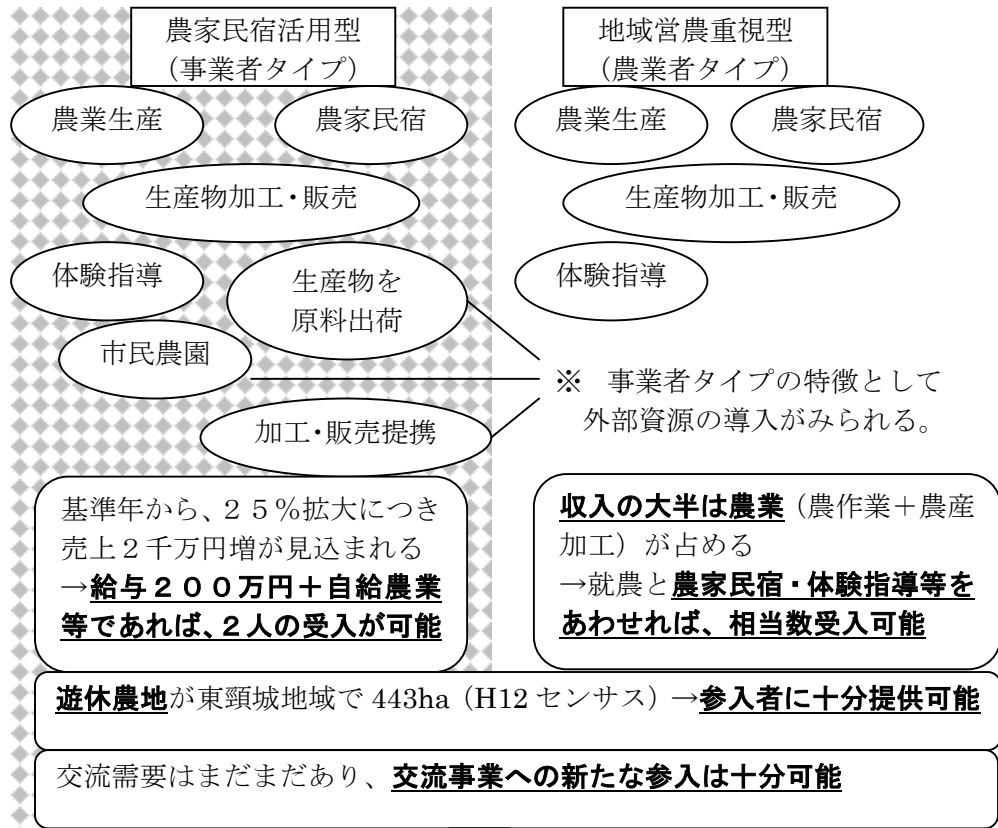 農家民宿活用型
（事業者タイプ）
農業生産
農家民宿
生産物加工・販売
体験指導
生産物を
原料出荷
市民農園
加工・販売提携
地域営農重視型
（農業者タイプ）
農業生産
農家民宿
生産物加工・販売
体験指導
※　事業者タイプの特徴として
外部資源の導入がみられる。
基準年から、２５％拡大につき
売上２千万円増が見込まれる
→給与２００万円＋自給農業
等であれば、２人の受入が可能
収入の大半は農業（農作業＋農産
加工）が占める
→就農と農家民宿・体験指導等を
あわせれば、相当数受入可能
遊休農地が東頸城地域で 443ha（H12 センサス）→参入者に十分提供可能
交流需要はまだまだあり、交流事業への新たな参入は十分可能